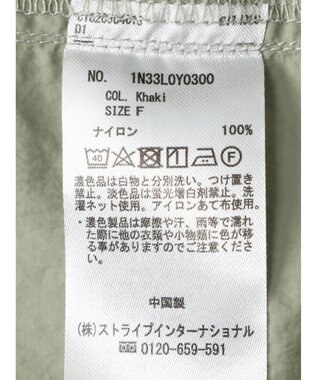 D1
NO. 1N33L0Y0300
COL. Khaki
SIZE F
ナイロン 100%
40
F
濃色品は白物と分別洗い。つけ置き
禁止。淡色品は蛍光増白剤禁止。洗
濯ネット使用。アイロンあて布使用。
・濃色製品は摩擦や汗、雨等で濡れ
た際に他の衣類や小物類に色が移
る事がありますのでご注意くださ
い。
中国製
(株)ストライプインターナショナル
0120-659-591